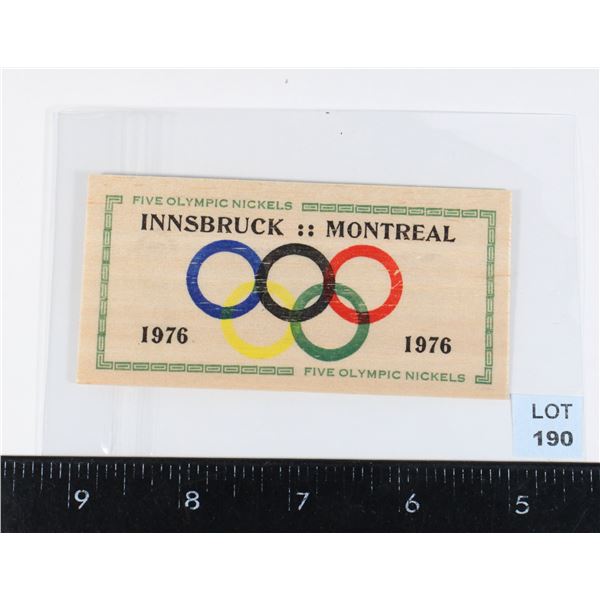 FIVE OLYMPIC NICKELS
INNSBRUCK :: MONTREAL
1976
1976
FIVE OLYMPIC NICKELS
LOT
190
9 8 7 6 5